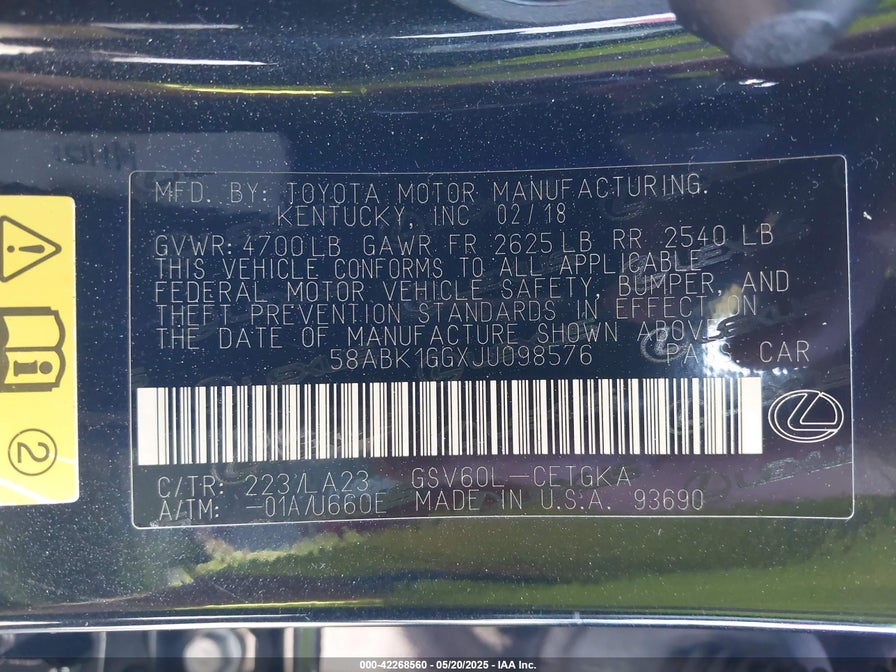 MFD. BY: TOYOTA MOTOR MANUFACTURING.
KENTUCKY, INC 02/18
GVWR: 4700 LB GAWR FR 2625 LB RR 2540 LB
THIS VEHICLE CONFORMS TO ALL APPLICABLE
FEDERAL MOTOR VEHICLE SAFETY, BUMPER, AND
THEFT PREVENTION STANDARDS IN EFFECT ON
THE DATE OF MANUFACTURE SHOWN ABOVE.
58ABK1GGXJU098576 PASS CAR
C/TR: 223/LA23 GSV60L-CETGKA
A/TM: -01A/U660E MADE IN U.S.A. 93690
2
000-42268560 — 05/20/2025 — IAA Inc.